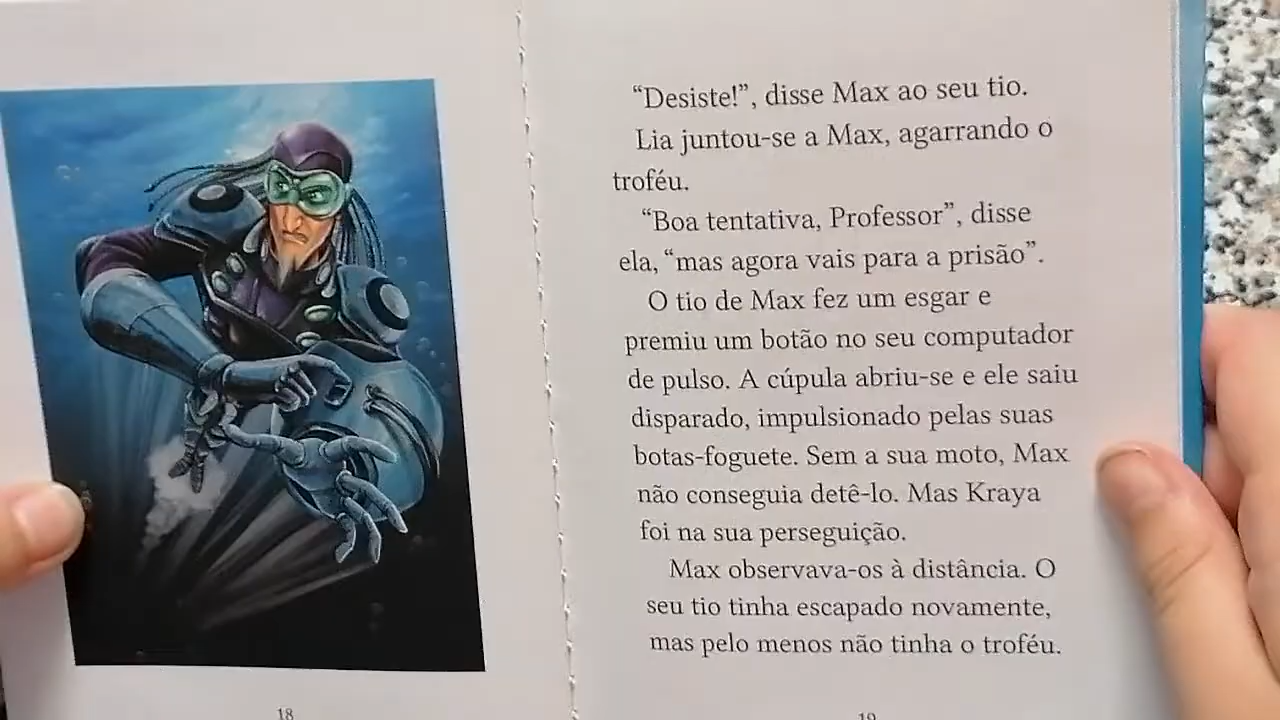 “Desiste!”, disse Max ao seu tio.
Lia juntou-se a Max, agarrando o
troféu.
“Boa tentativa, Professor”, disse
ela, “mas agora vais para a prisão”.
O tio de Max fez um esgar e
premiu um botão no seu computador
de pulso. A cúpula abriu-se e ele saiu
disparado, impulsionado pelas suas
botas-foguete. Sem a sua moto, Max
não conseguia detê-lo. Mas Kraya
foi na sua perseguição.
Max observava-os à distância. O
seu tio tinha escapado novamente,
mas pelo menos não tinha o troféu.
18
19